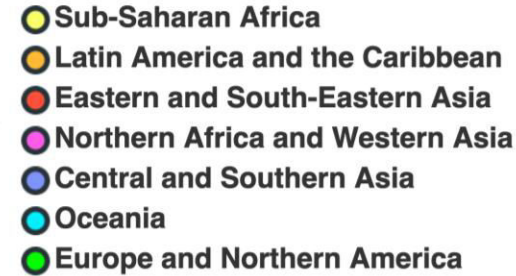 Sub-Saharan Africa
Latin America and the Caribbean
Eastern and South-Eastern Asia
Northern Africa and Western Asia
Central and Southern Asia
Oceania
Europe and Northern America